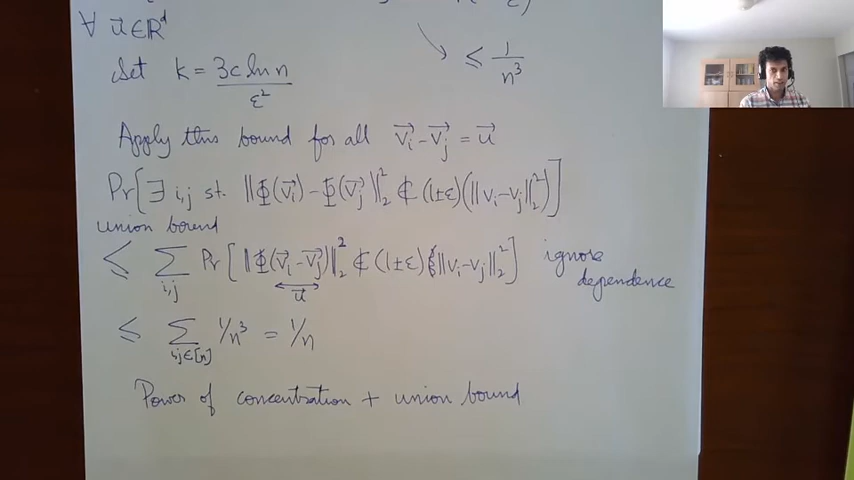 ∀ u⃗ ∈ ℝ^d
≤ 1/n³
Set k = 3c ln n / ε²
Apply this bound for all v⃗_i - v⃗_j = u⃗
Pr[∃ i,j st. ‖Φ(v⃗_i) - Φ(v⃗_j)‖₂² ∉ (1±ε)(‖v_i - v_j‖₂²)]
union bound
≤ Σ_{i,j} Pr[‖Φ(v⃗_i - v⃗_j)‖₂² ∉ (1±ε) ‖v_i - v_j‖₂²] ignore
u⃗ dependence
≤ Σ_{i,j∈[n]} 1/n³ = 1/n
Power of concentration + union bound